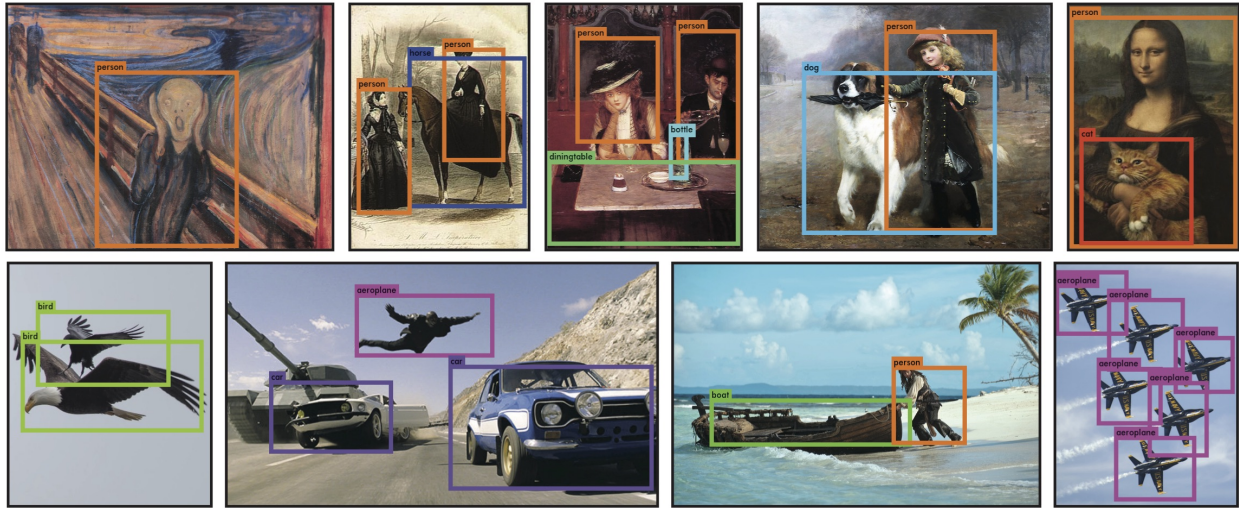 person
person
horse
person
person
person
bottle
diningtable
dog
person
person
cat
bird
bird
aeroplane
car
car
boat
person
aeroplane
aeroplane
aeroplane
aeroplane
aeroplane
aeroplane